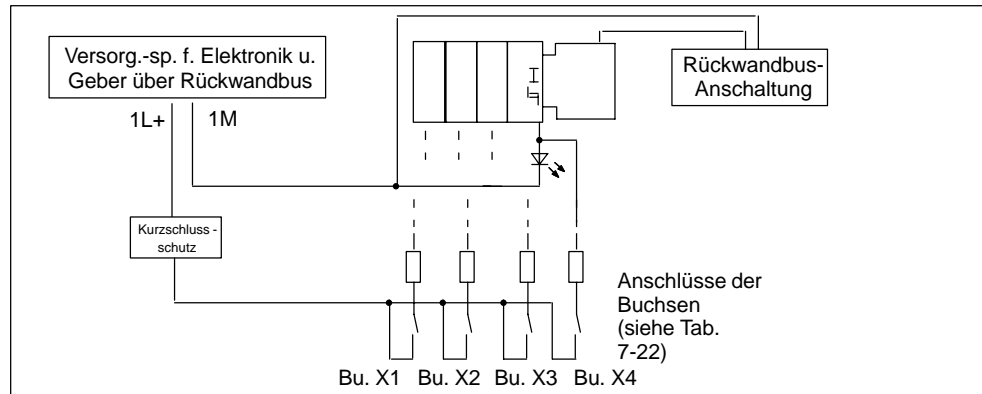 Versorg.-sp. f. Elektronik u.
Geber über Rückwandbus
1L+
1M
Rückwandbus-
Anschaltung
Kurzschluss -
schutz
Anschlüsse der
Buchsen
(siehe Tab.
7-22)
Bu. X1 Bu. X2 Bu. X3 Bu. X4